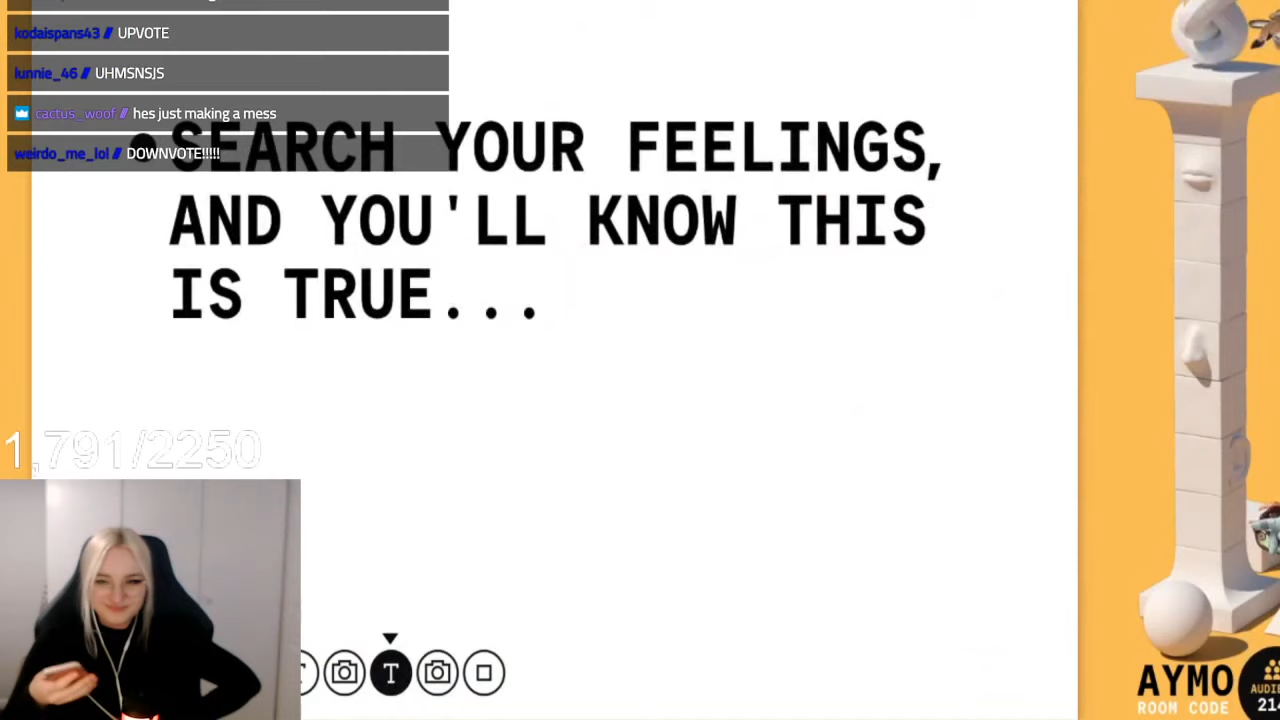 kodaispans43 // UPVOTE
lunnie_46 // UHMSNSJS
cactus_woof // hes just making a mess
weirdo_me_lol // DOWNVOTE!!!!!
• SEARCH YOUR FEELINGS,
AND YOU'LL KNOW THIS
IS TRUE...
1,791/2250
T
AYMO
ROOM CODE